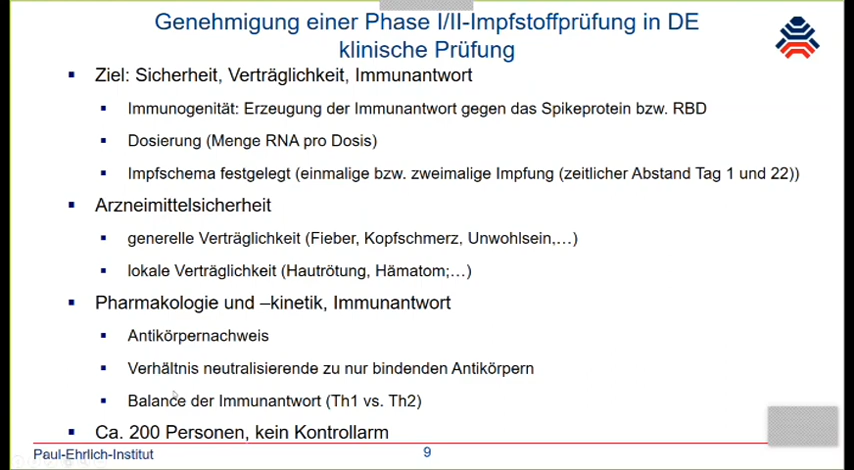 Genehmigung einer Phase I/II-Impfstoffprüfung in DE
klinische Prüfung
Ziel: Sicherheit, Verträglichkeit, Immunantwort
Immunogenität: Erzeugung der Immunantwort gegen das Spikeprotein bzw. RBD
Dosierung (Menge RNA pro Dosis)
Impfschema festgelegt (einmalige bzw. zweimalige Impfung (zeitlicher Abstand Tag 1 und 22))
Arzneimittelsicherheit
generelle Verträglichkeit (Fieber, Kopfschmerz, Unwohlsein,…)
lokale Verträglichkeit (Hautrötung, Hämatom;…)
Pharmakologie und –kinetik, Immunantwort
Antikörpernachweis
Verhältnis neutralisierende zu nur bindenden Antikörpern
Balance der Immunantwort (Th1 vs. Th2)
Ca. 200 Personen, kein Kontrollarm
Paul-Ehrlich-Institut
9